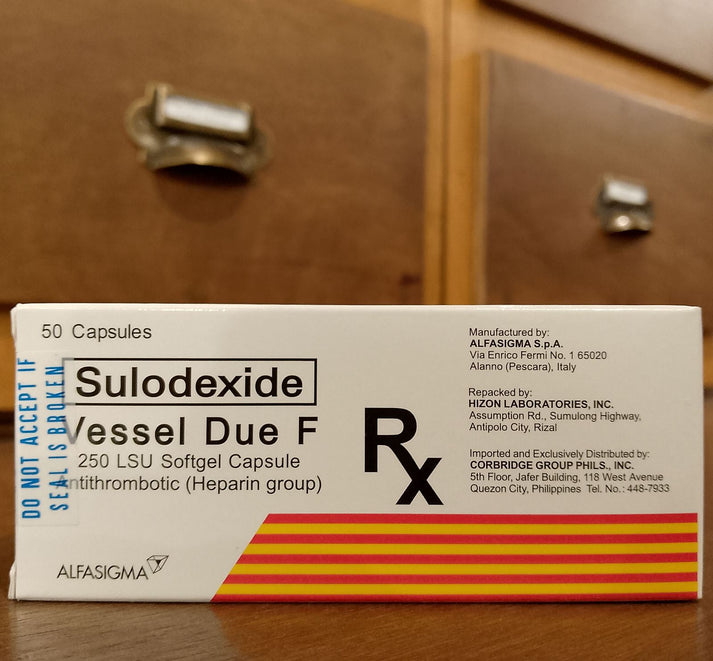 50 Capsules
Sulodexide
Vessel Due F
250 LSU Softgel Capsule
Antithrombotic (Heparin group)
DO NOT ACCEPT IF
SEAL IS BROKEN
ALFASIGMA
Rx
Manufactured by:
ALFASIGMA S.p.A.
Via Enrico Fermi No. 1 65020
Alanno (Pescara), Italy
Repacked by:
HIZON LABORATORIES, INC.
Assumption Rd., Sumulong Highway,
Antipolo City, Rizal
Imported and Exclusively Distributed by:
CORBRIDGE GROUP PHILS., INC.
5th Floor, Jafer Building, 118 West Avenue
Quezon City, Philippines Tel. No.: 448-7933